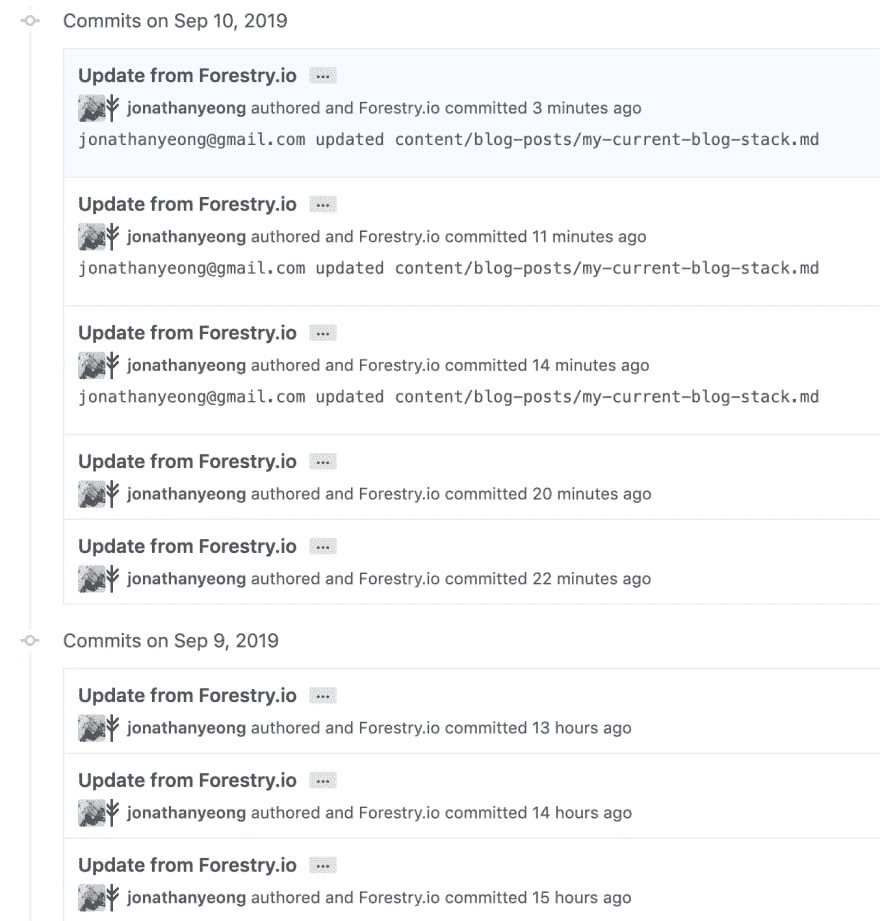 Commits on Sep 10, 2019
Update from Forestry.io ...
jonathanyeong authored and Forestry.io committed 3 minutes ago
jonathanyeong@gmail.com updated content/blog-posts/my-current-blog-stack.md
Update from Forestry.io ...
jonathanyeong authored and Forestry.io committed 11 minutes ago
jonathanyeong@gmail.com updated content/blog-posts/my-current-blog-stack.md
Update from Forestry.io ...
jonathanyeong authored and Forestry.io committed 14 minutes ago
jonathanyeong@gmail.com updated content/blog-posts/my-current-blog-stack.md
Update from Forestry.io ...
jonathanyeong authored and Forestry.io committed 20 minutes ago
Update from Forestry.io ...
jonathanyeong authored and Forestry.io committed 22 minutes ago
Commits on Sep 9, 2019
Update from Forestry.io ...
jonathanyeong authored and Forestry.io committed 13 hours ago
Update from Forestry.io ...
jonathanyeong authored and Forestry.io committed 14 hours ago
Update from Forestry.io ...
jonathanyeong authored and Forestry.io committed 15 hours ago